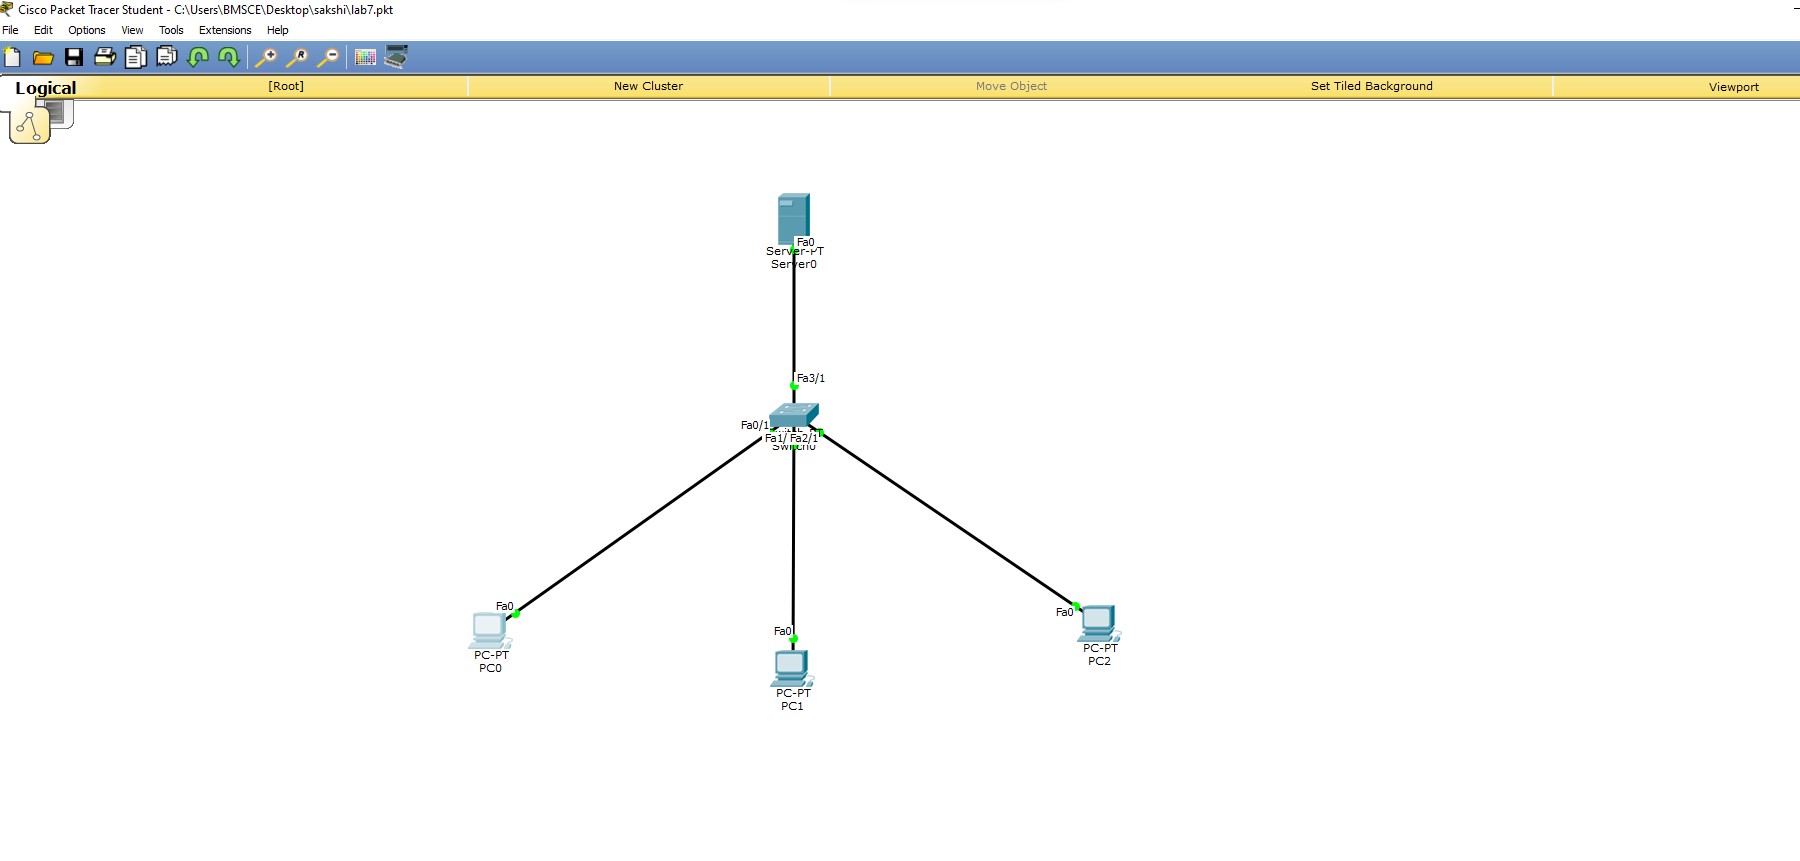 Cisco Packet Tracer Student - C:\Users\BMSCE\Desktop\sakshi\lab7.pkt
File Edit Options View Tools Extensions Help
Logical [Root] New Cluster Move Object Set Tiled Background Viewport
Fa0
Server-PT
Server0
Fa3/1
Fa0/1
Fa1/ Fa2/1
Switch0
Fa0
PC-PT
PC0
Fa0
PC-PT
PC1
Fa0
PC-PT
PC2